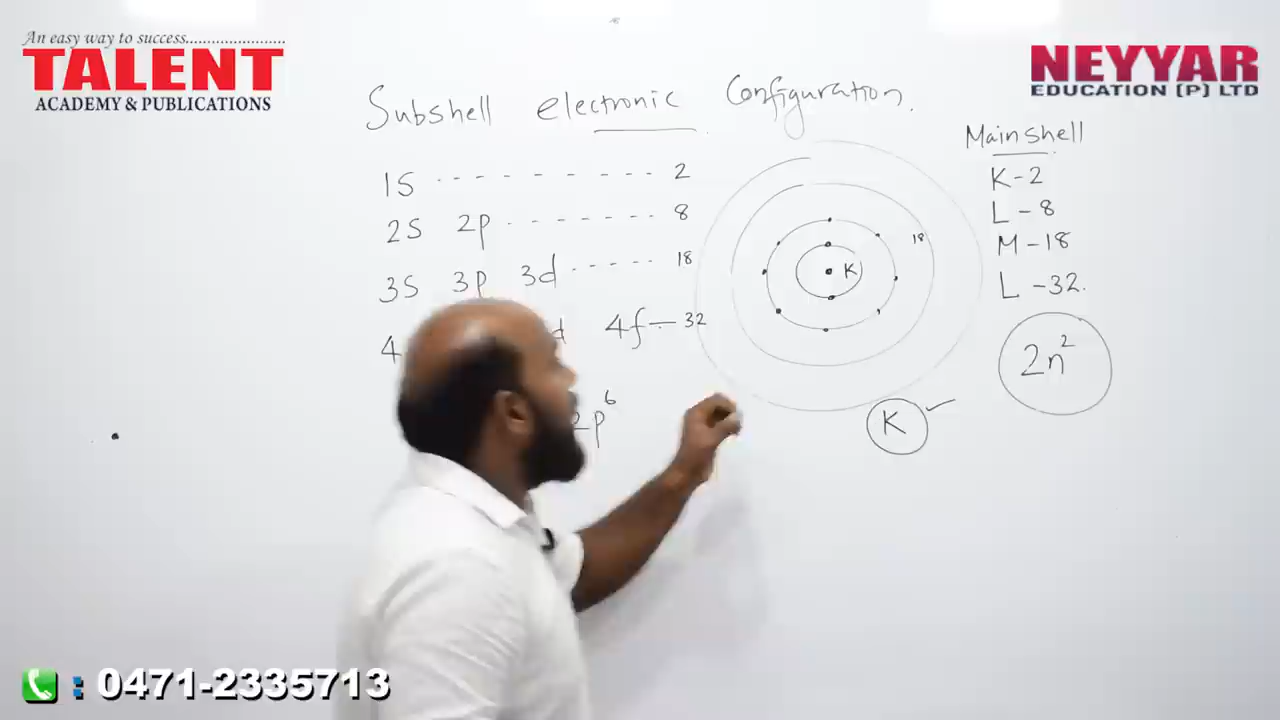 An easy way to success.......................
TALENT
ACADEMY & PUBLICATIONS
NEYYAR
EDUCATION [P] LTD
Subshell electronic Configuration.
1S - - - - - - - - - - 2
2S 2p - - - - - - - 8
3S 3p 3d - - - - - 18
4 d 4f — 32
2p⁶
K
18
Mainshell
K - 2
L - 8
M - 18
L - 32.
2n²
K ✓
: 0471-2335713